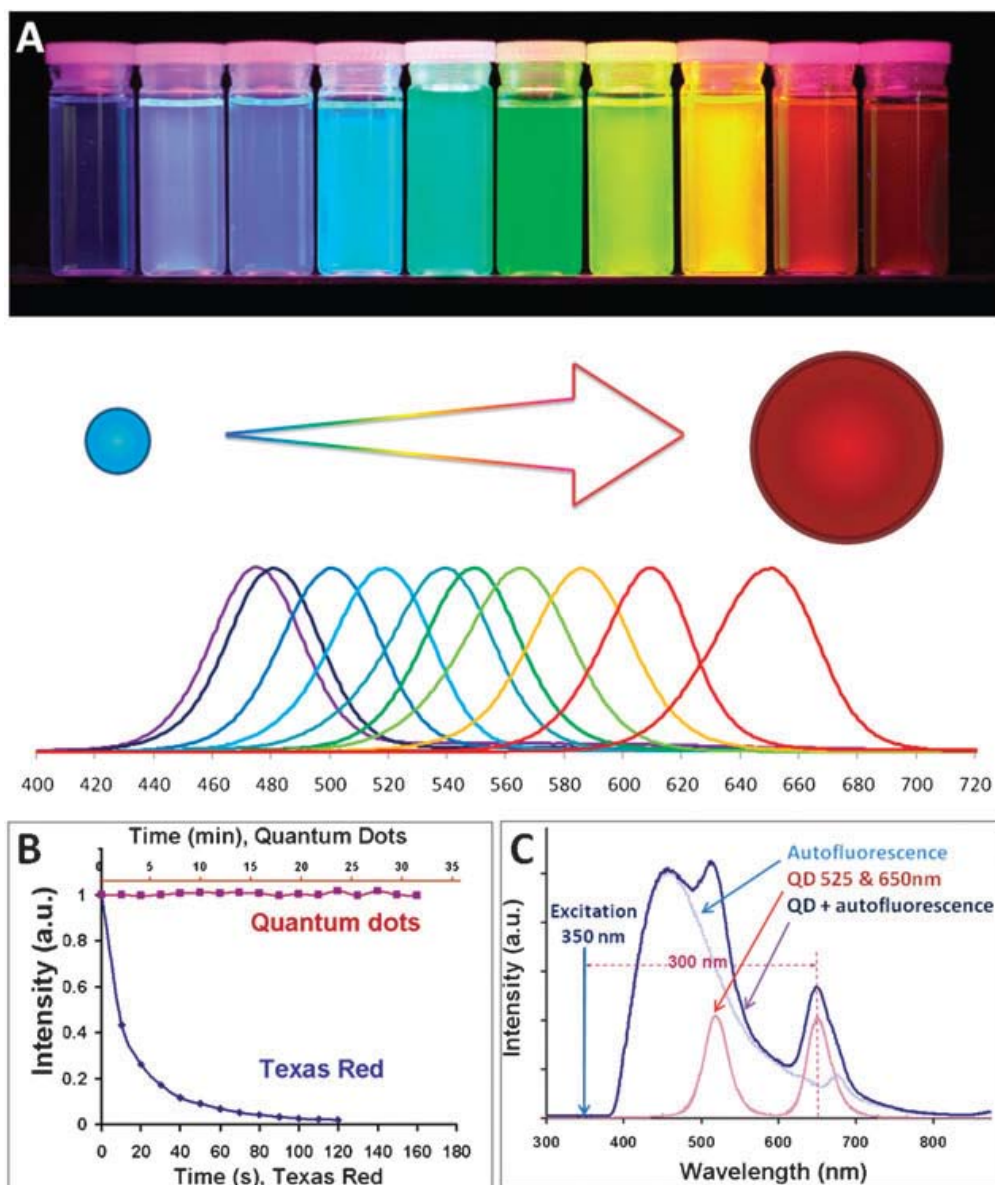 A
400 420 440 460 480 500 520 540 560 580 600 620 640 660 680 700 720
B
Time (min), Quantum Dots
0 5 10 15 20 25 30 35
1
0.8
0.6
0.4
0.2
0
Intensity (a.u.)
Quantum dots
Texas Red
0 20 40 60 80 100 120 140 160 180
Time (s), Texas Red
C
Autofluorescence
QD 525 & 650nm
QD + autofluorescence
Excitation
350 nm
300 nm
Intensity (a.u.)
300 400 500 600 700 800
Wavelength (nm)